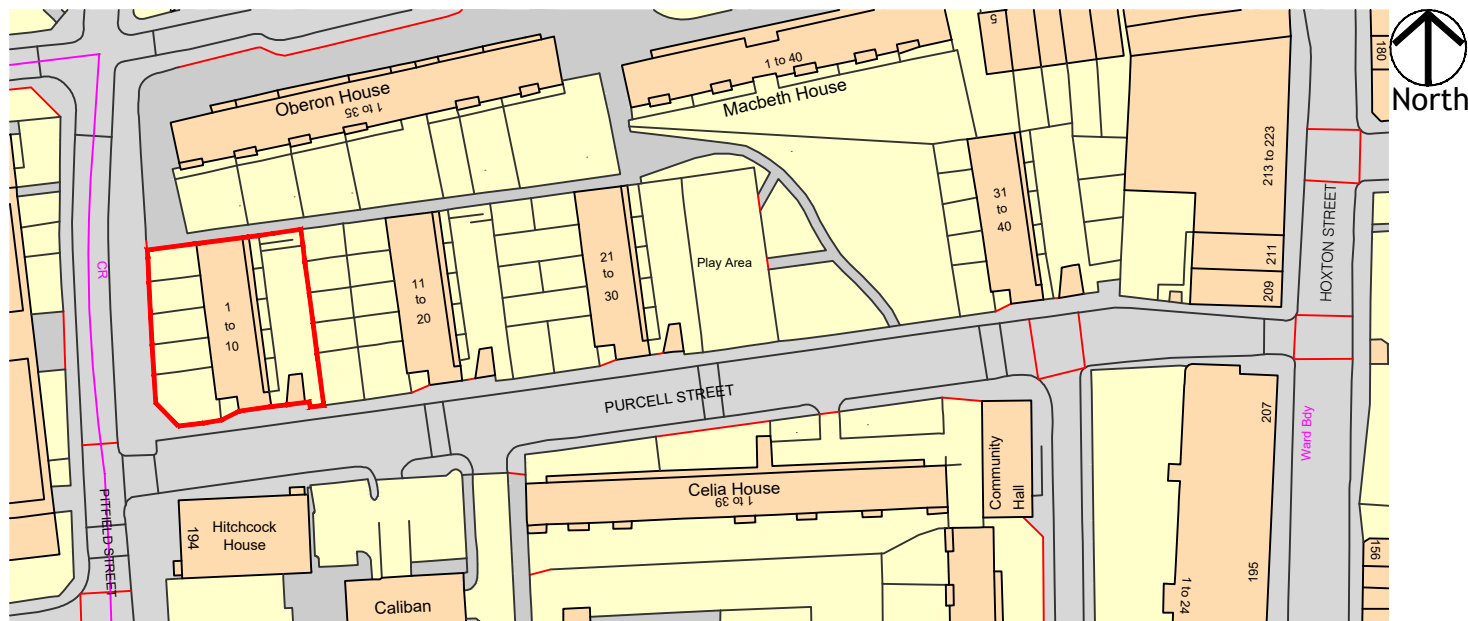 5
180
North
1 to 40
Oberon House
1 to 35
Macbeth House
213 to 223
HOXTON STREET
31
to
40
CR
211
209
Play Area
21
to
30
11
to
20
1
to
10
PURCELL STREET
207
Ward Bdy
Community
Hall
Celia House
1 to 39
PITFIELD STREET
194
Hitchcock
House
156
195
1 to 24
Caliban